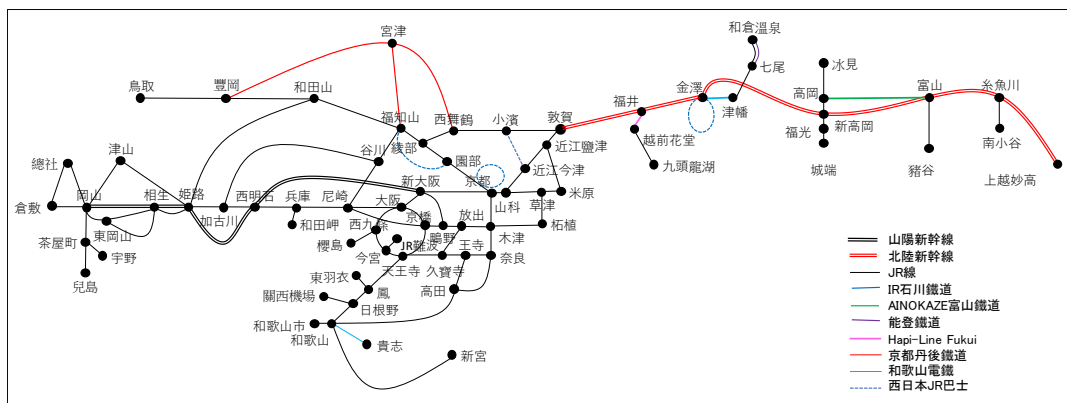 宮津
和倉溫泉
七尾
冰見
鳥取
豐岡
和田山
金澤
津幡
高岡
富山
糸魚川
福井
福知山
西舞鶴
小濱
敦賀
新高岡
福光
越前花堂
南小谷
綾部
近江鹽津
城端
豬谷
九頭龍湖
上越妙高
谷川
園部
近江今津
津山
總社
新大阪
京都
山科
米原
草津
岡山
相生
姬路
西明石
兵庫
尼崎
大阪
倉敷
加古川
和田岬
京橋
放出
柘植
東岡山
西九條
鴫野
木津
茶屋町
櫻島
JR難波
王寺
宇野
今宮
奈良
天王寺
久寶寺
兒島
東羽衣
高田
關西機場
鳳
日根野
和歌山市
和歌山
貴志
新宮
山陽新幹線
北陸新幹線
JR線
IR石川鐵道
AINOKAZE富山鐵道
能登鐵道
Hapi-Line Fukui
京都丹後鐵道
和歌山電鐵
西日本JR巴士